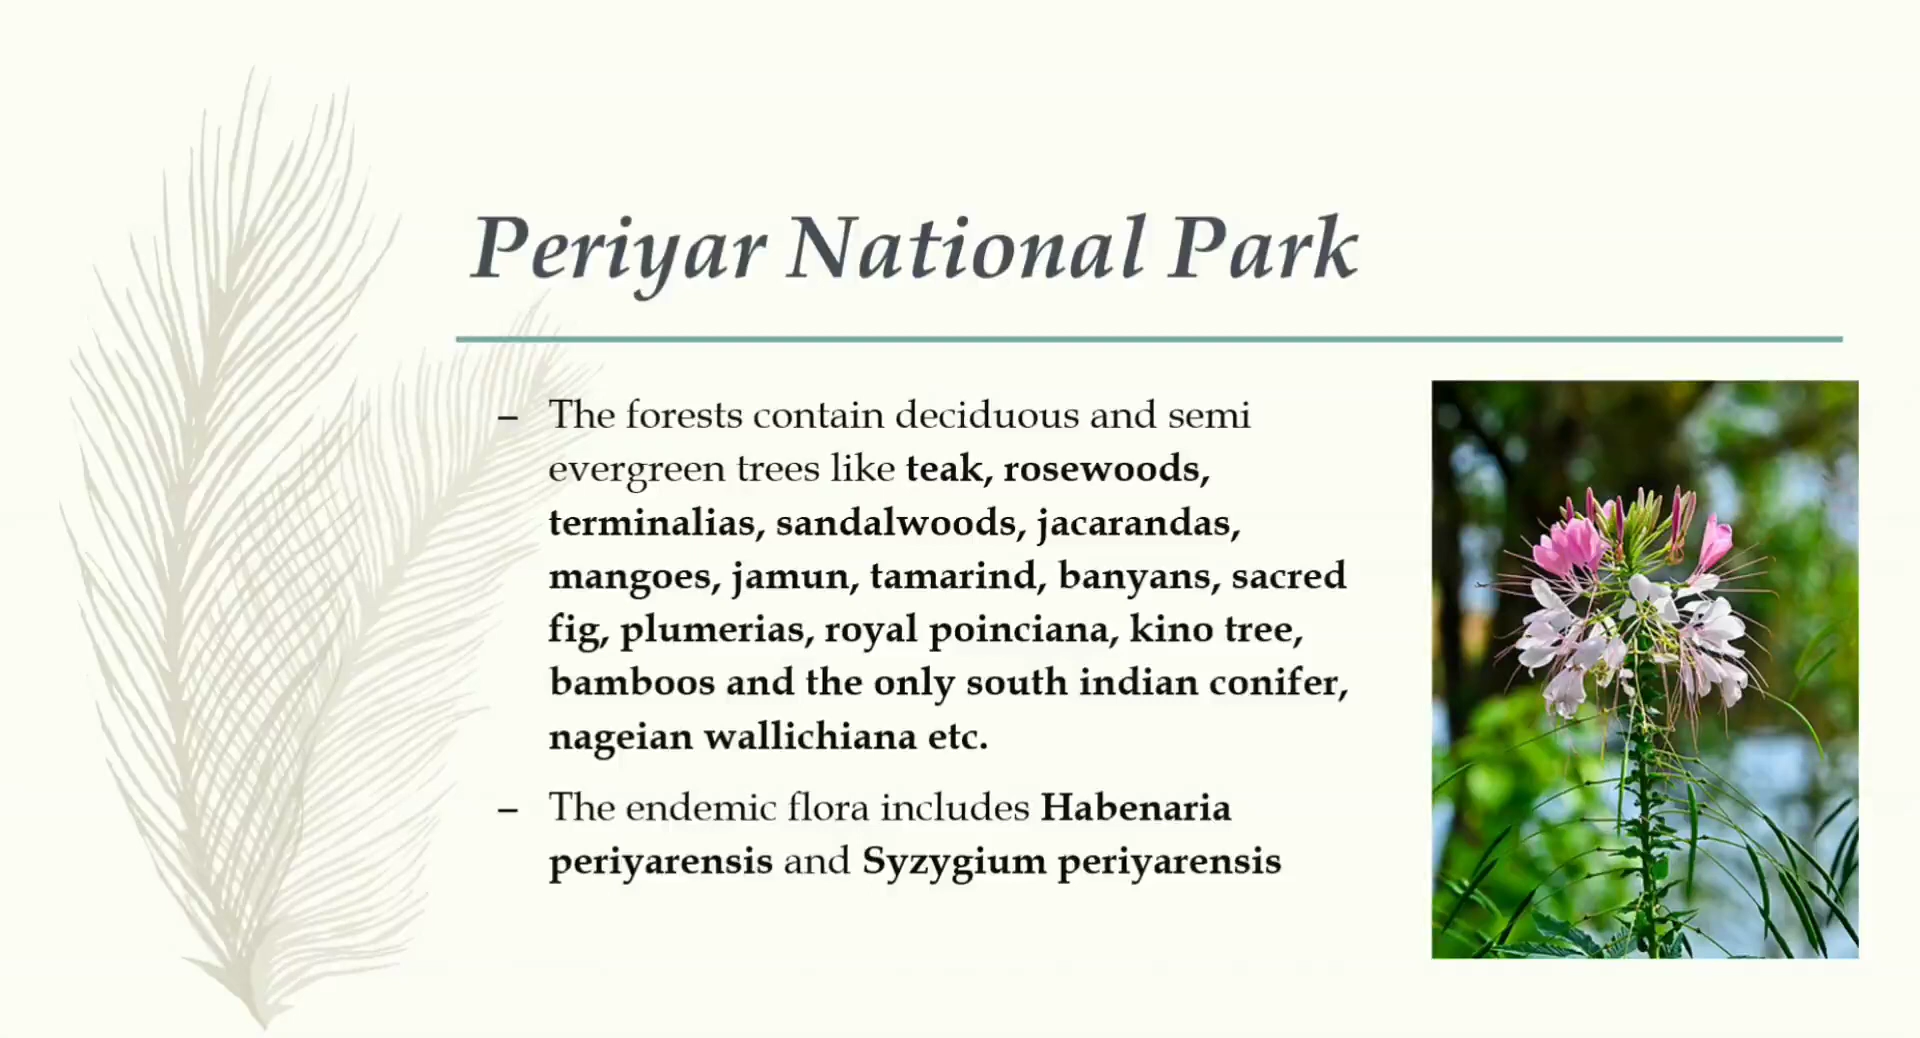 Periyar National Park
– The forests contain deciduous and semi
evergreen trees like teak, rosewoods,
terminalias, sandalwoods, jacarandas,
mangoes, jamun, tamarind, banyans, sacred
fig, plumerias, royal poinciana, kino tree,
bamboos and the only south indian conifer,
nageian wallichiana etc.
– The endemic flora includes Habenaria
periyarensis and Syzygium periyarensis